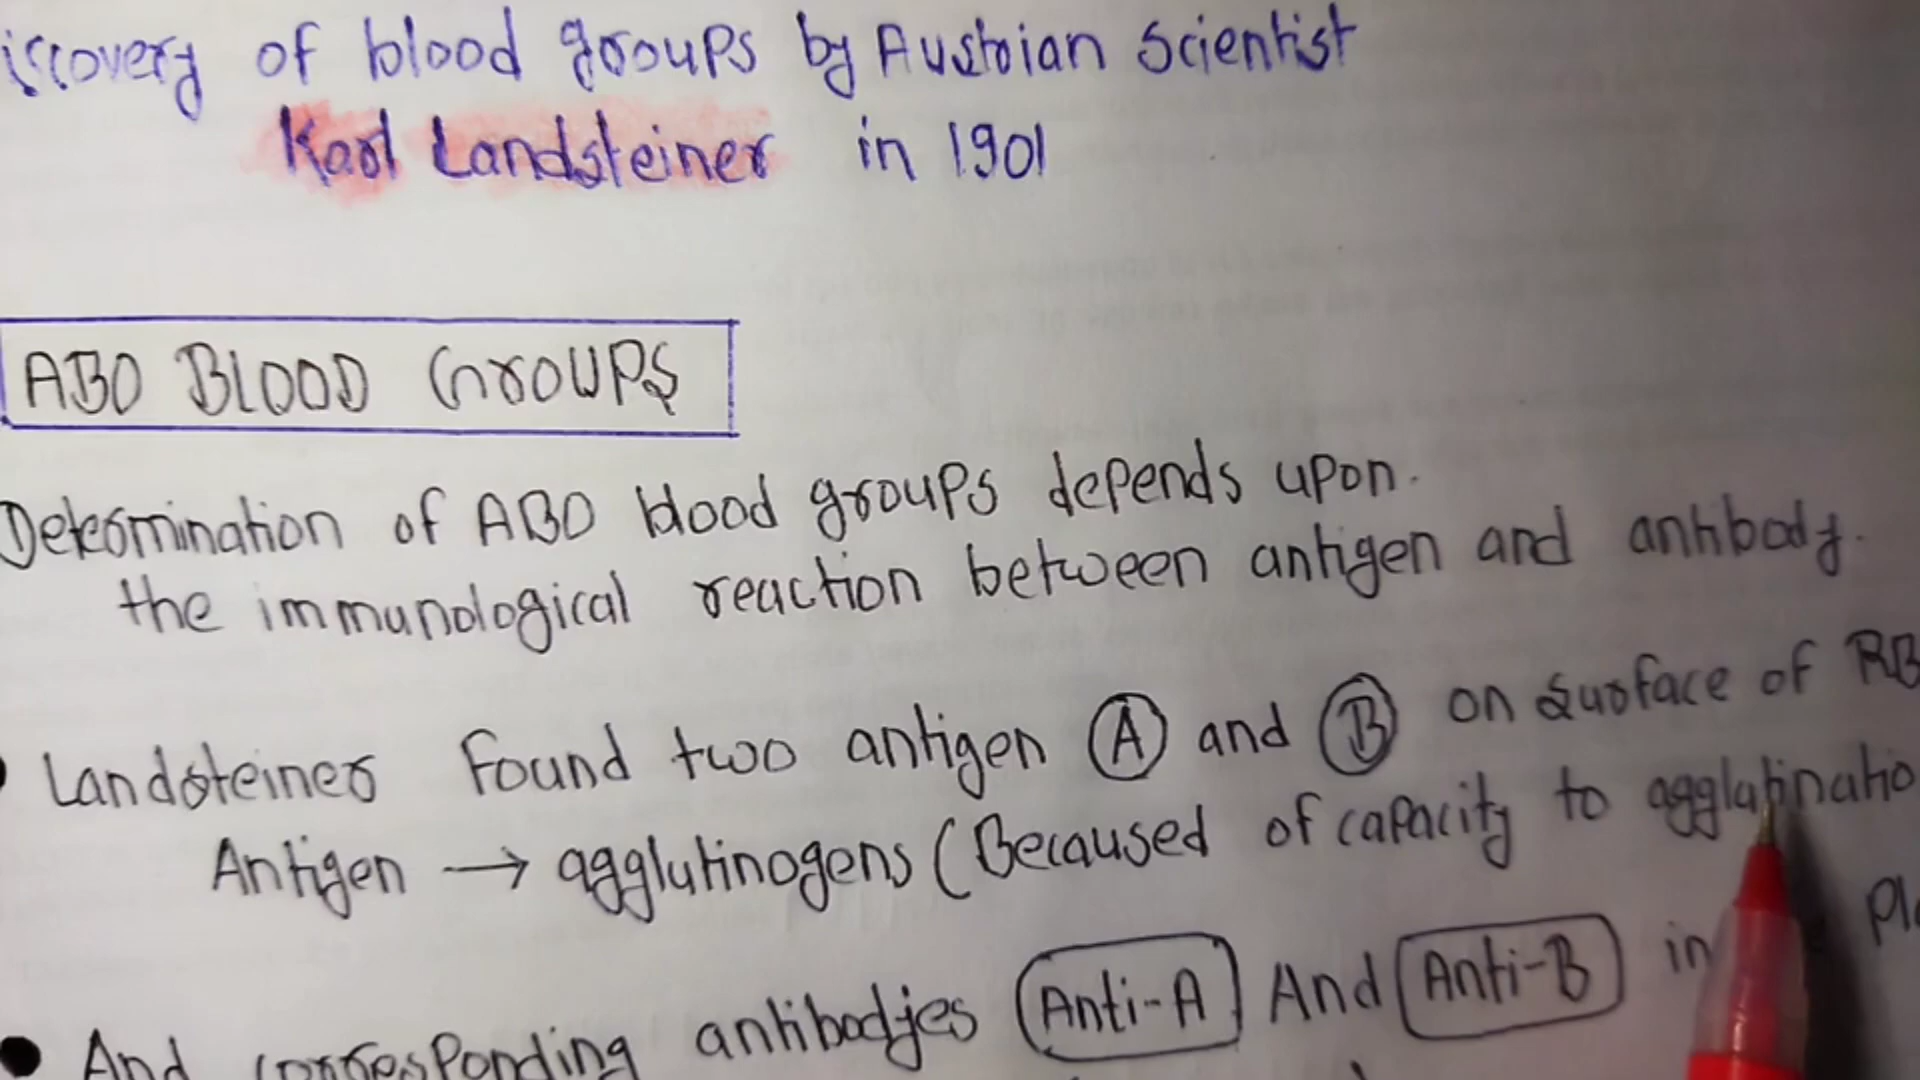 iscovery of blood groups by Austrian Scientist
Karl Landsteiner in 1901
ABO BLOOD GroUPS
Determination of ABO blood groups depends upon.
the immunological reaction between antigen and antibody.
Landsteiner Found two antigen A and B on surface of RB
Antigen → agglutinogens (Becaused of capacity to agglutinatio
And corresponding antibodjes Anti-A And Anti-B in Pla